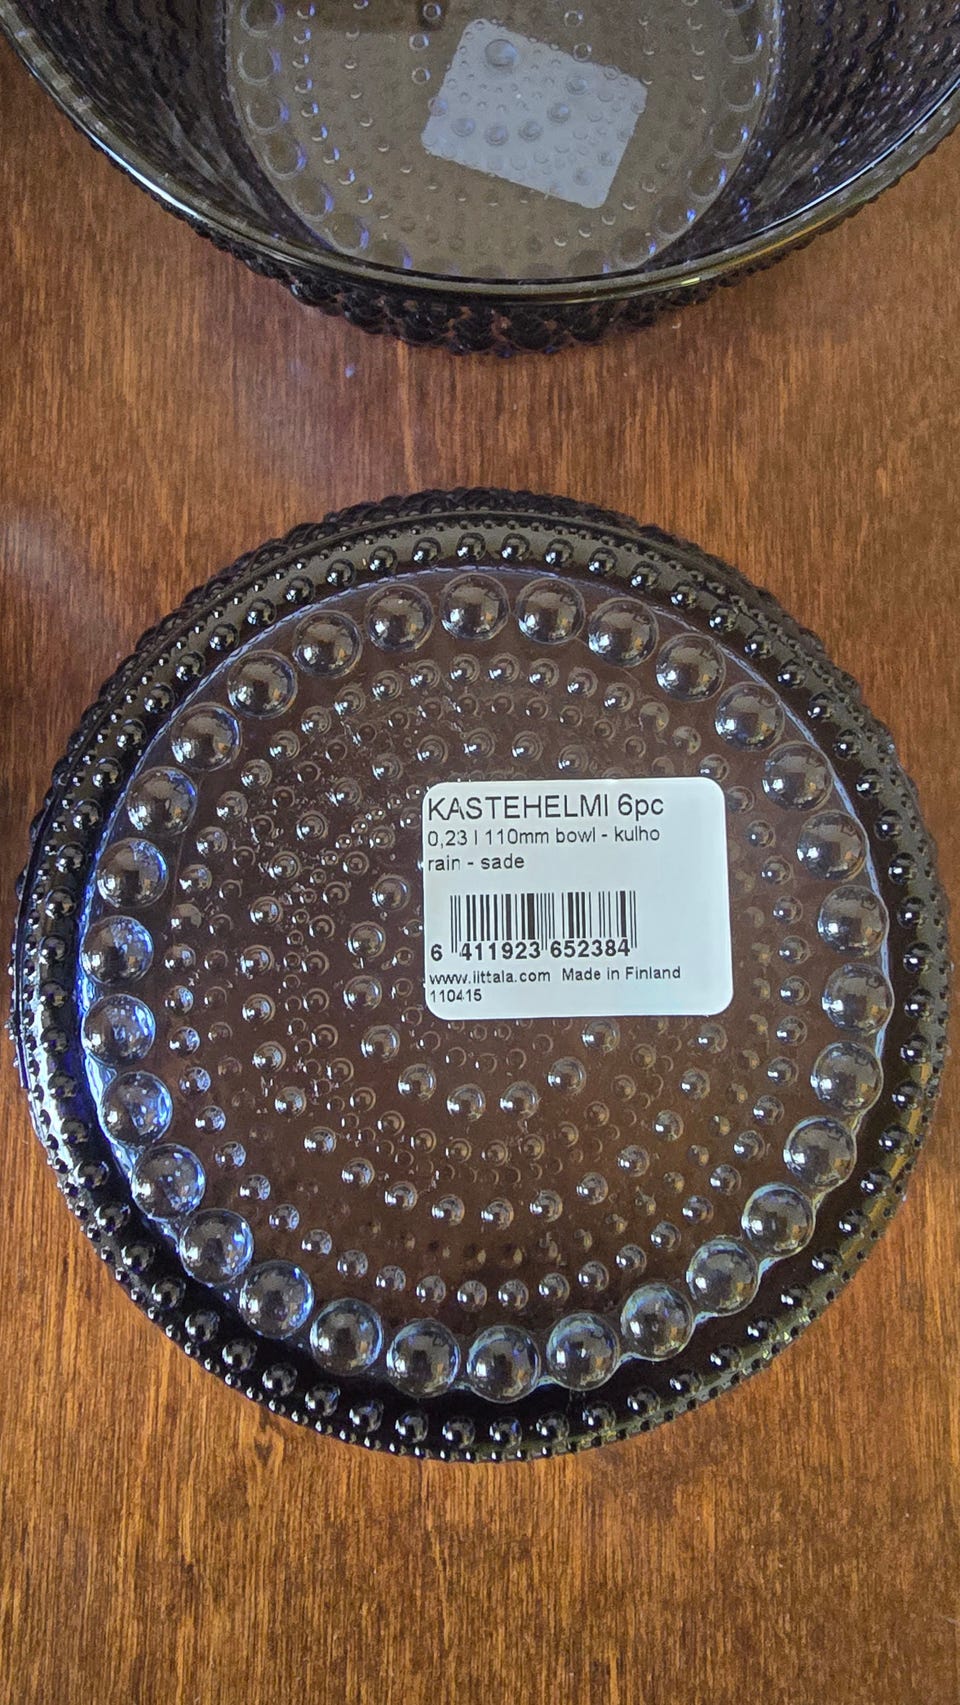 KASTEHELMI 6pc
0,23 l 110mm bowl - kulho
rain - sade
6 411923 652384
www.iittala.com Made in Finland
110415